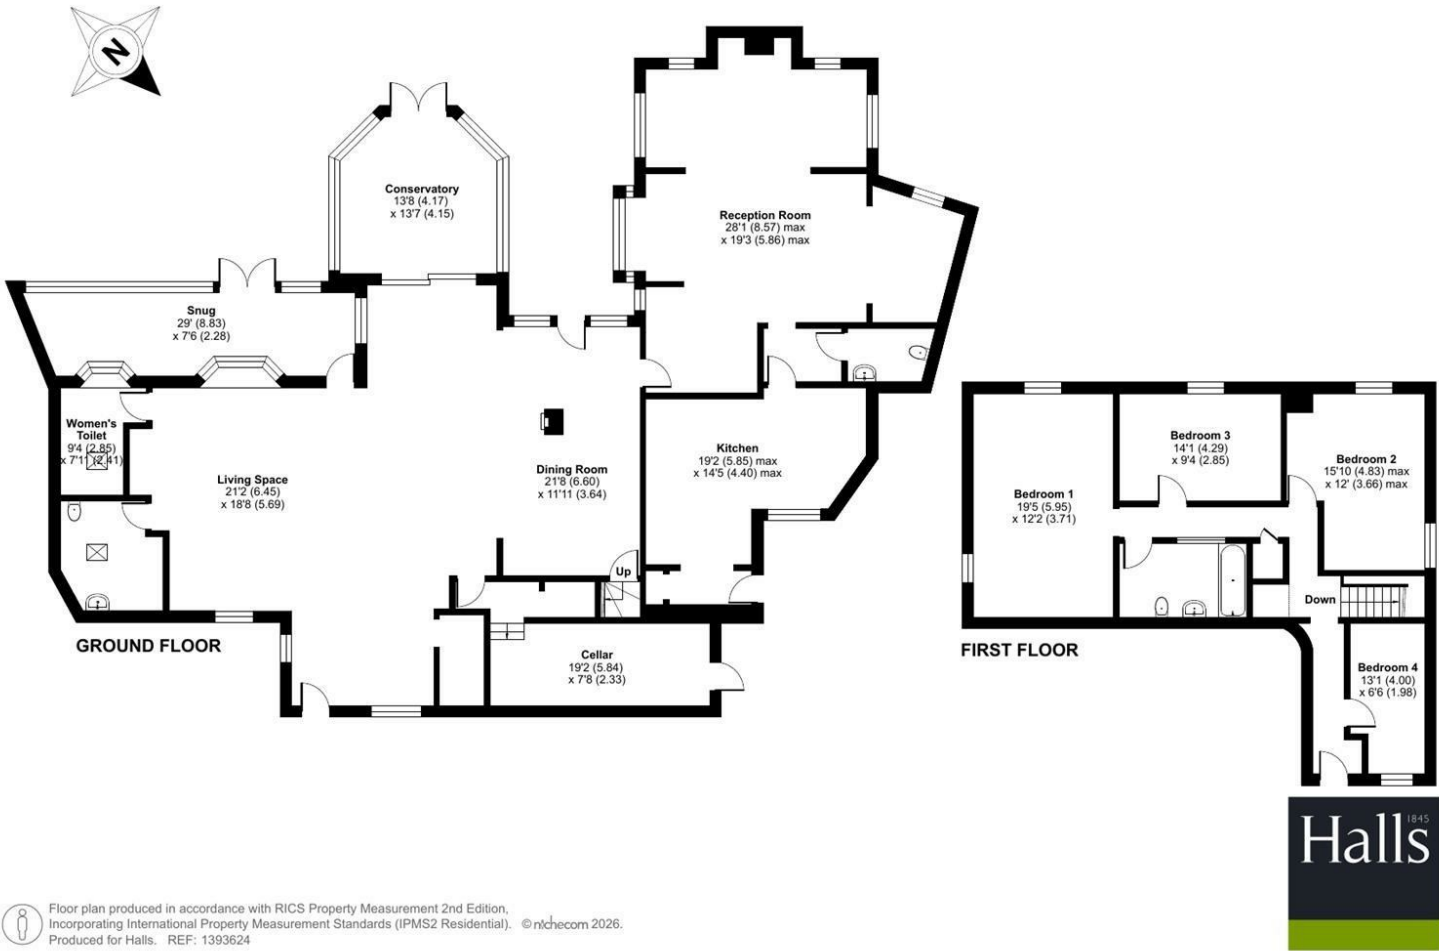 N
Conservatory
13'8 (4.17)
x 13'7 (4.15)
Reception Room
28'1 (8.57) max
x 19'3 (5.86) max
Snug
29' (8.83)
x 7'6 (2.28)
Women's
Toilet
9'4 (2.85)
x 7'11 (2.41)
Living Space
21'2 (6.45)
x 18'8 (5.69)
Dining Room
21'8 (6.60)
x 11'11 (3.64)
Kitchen
19'2 (5.85) max
x 14'5 (4.40) max
Up
Cellar
19'2 (5.84)
x 7'8 (2.33)
GROUND FLOOR
Bedroom 1
19'5 (5.95)
x 12'2 (3.71)
Bedroom 3
14'1 (4.29)
x 9'4 (2.85)
Bedroom 2
15'10 (4.83) max
x 12' (3.66) max
Down
Bedroom 4
13'1 (4.00)
x 6'6 (1.98)
FIRST FLOOR
1845
Halls
Floor plan produced in accordance with RICS Property Measurement 2nd Edition,
Incorporating International Property Measurement Standards (IPMS2 Residential). © nichecom 2026.
Produced for Halls. REF: 1393624